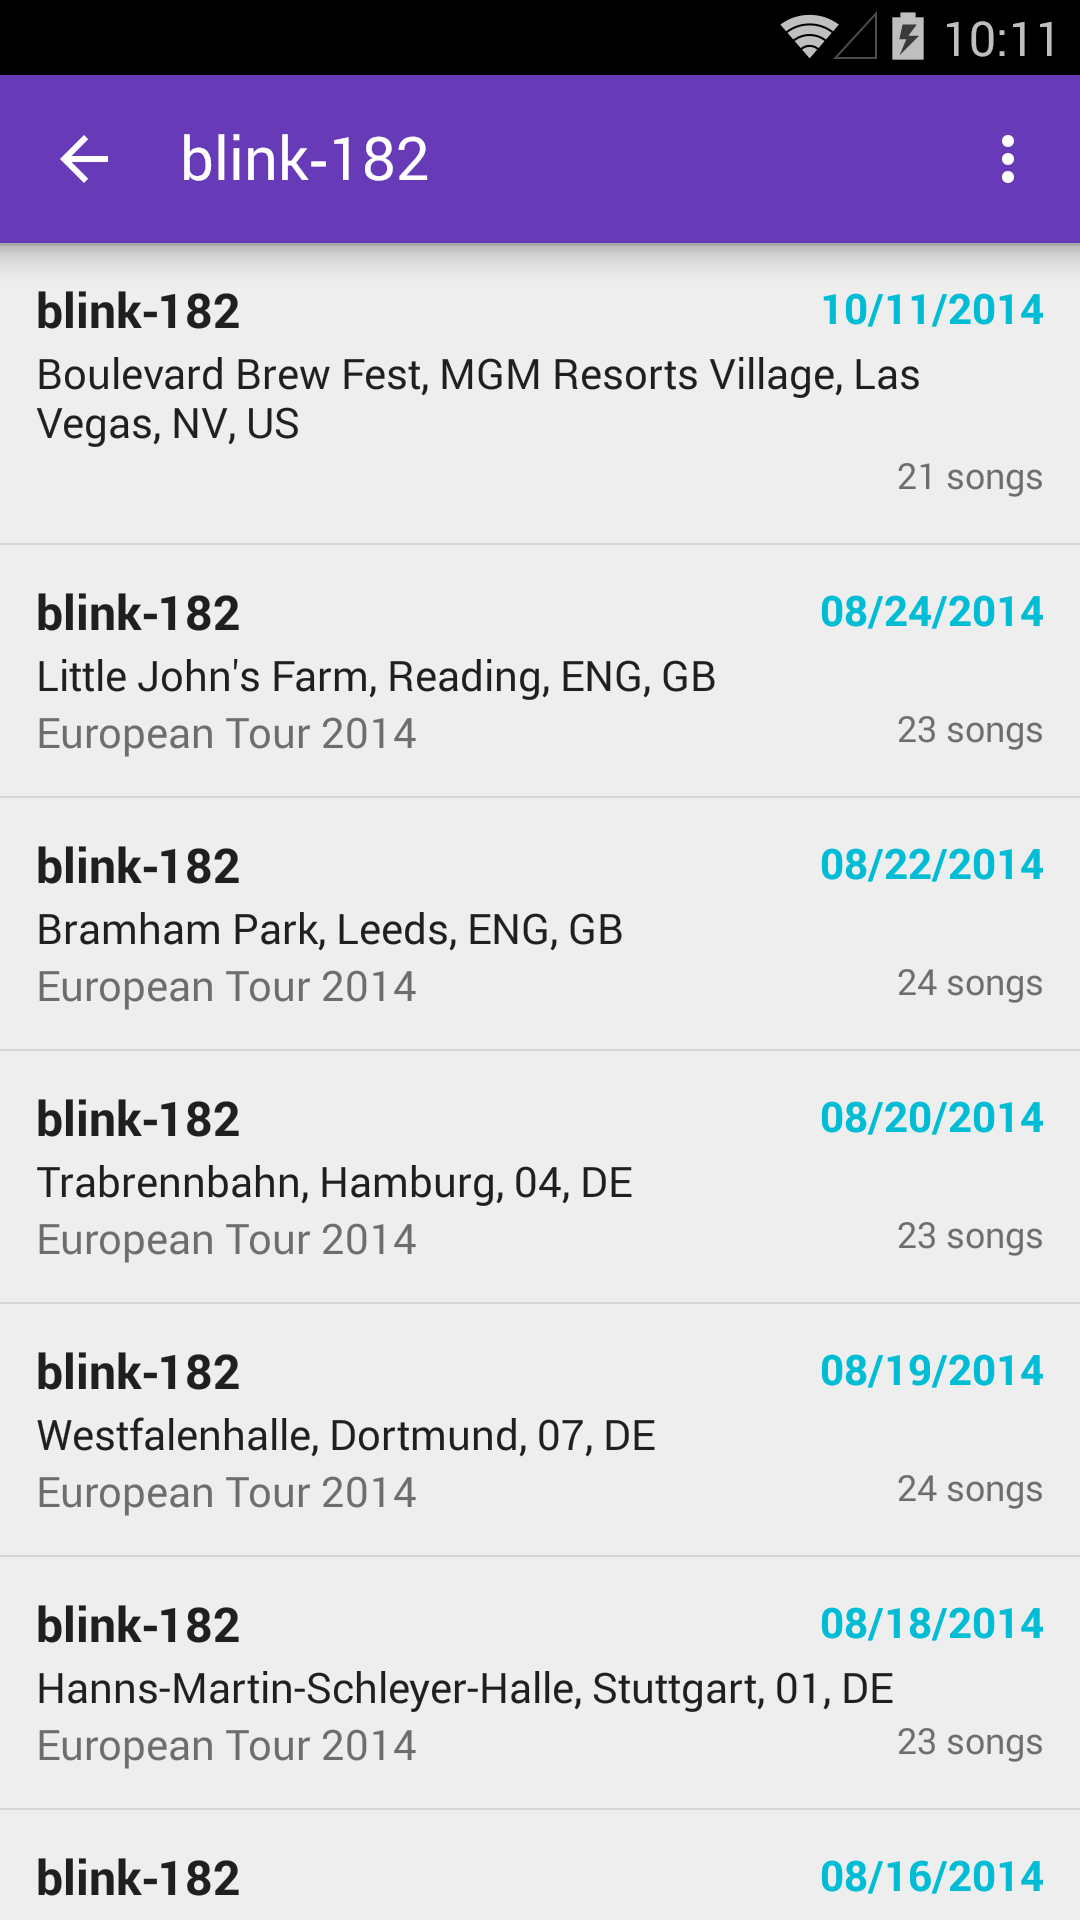 10:11
blink-182
blink-182
10/11/2014
Boulevard Brew Fest, MGM Resorts Village, Las
Vegas, NV, US
21 songs
blink-182
08/24/2014
Little John's Farm, Reading, ENG, GB
European Tour 2014
23 songs
blink-182
08/22/2014
Bramham Park, Leeds, ENG, GB
European Tour 2014
24 songs
blink-182
08/20/2014
Trabrennbahn, Hamburg, 04, DE
European Tour 2014
23 songs
blink-182
08/19/2014
Westfalenhalle, Dortmund, 07, DE
European Tour 2014
24 songs
blink-182
08/18/2014
Hanns-Martin-Schleyer-Halle, Stuttgart, 01, DE
European Tour 2014
23 songs
blink-182
08/16/2014